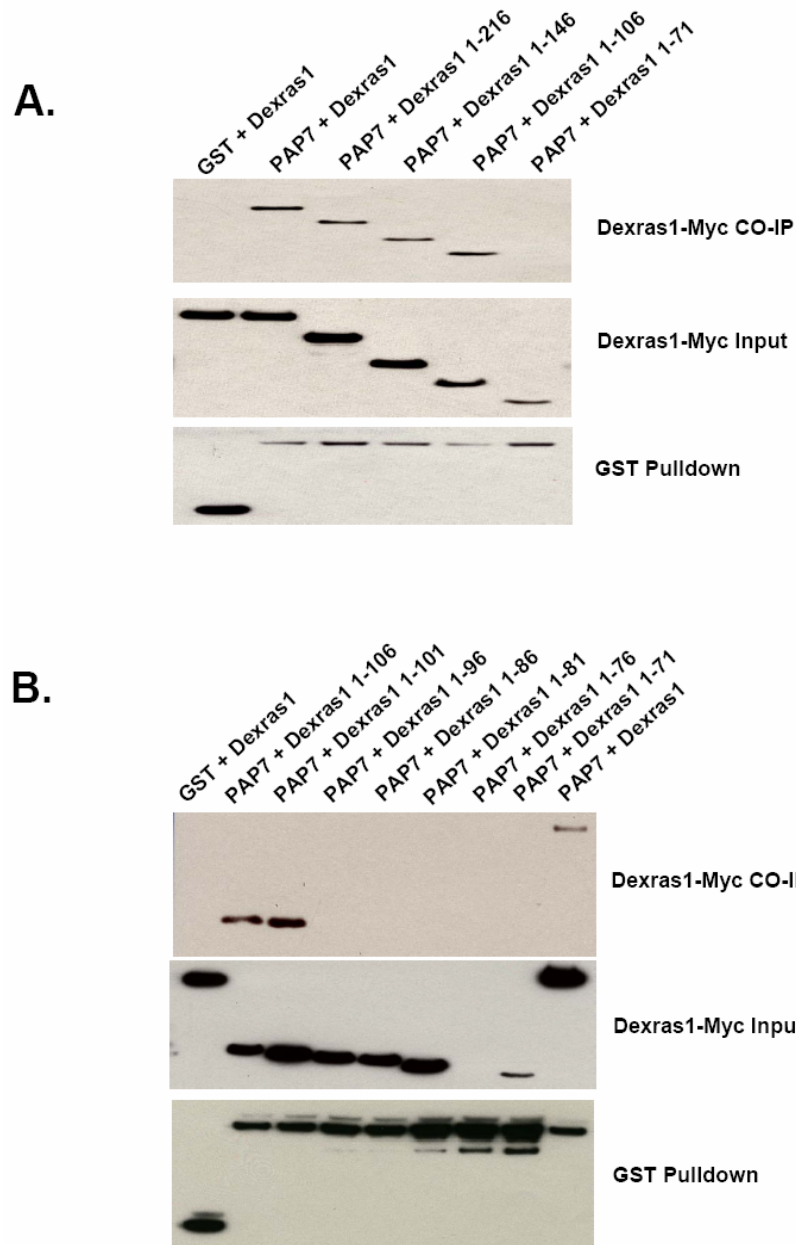 A.
GST + Dexras1
PAP7 + Dexras1
PAP7 + Dexras1 1-216
PAP7 + Dexras1 1-146
PAP7 + Dexras1 1-106
PAP7 + Dexras1 1-71
Dexras1-Myc CO-IP
Dexras1-Myc Input
GST Pulldown
B.
GST + Dexras1
PAP7 + Dexras1 1-106
PAP7 + Dexras1 1-101
PAP7 + Dexras1 1-96
PAP7 + Dexras1 1-86
PAP7 + Dexras1 1-81
PAP7 + Dexras1 1-76
PAP7 + Dexras1 1-71
PAP7 + Dexras1
Dexras1-Myc CO-I
Dexras1-Myc Inpu
GST Pulldown